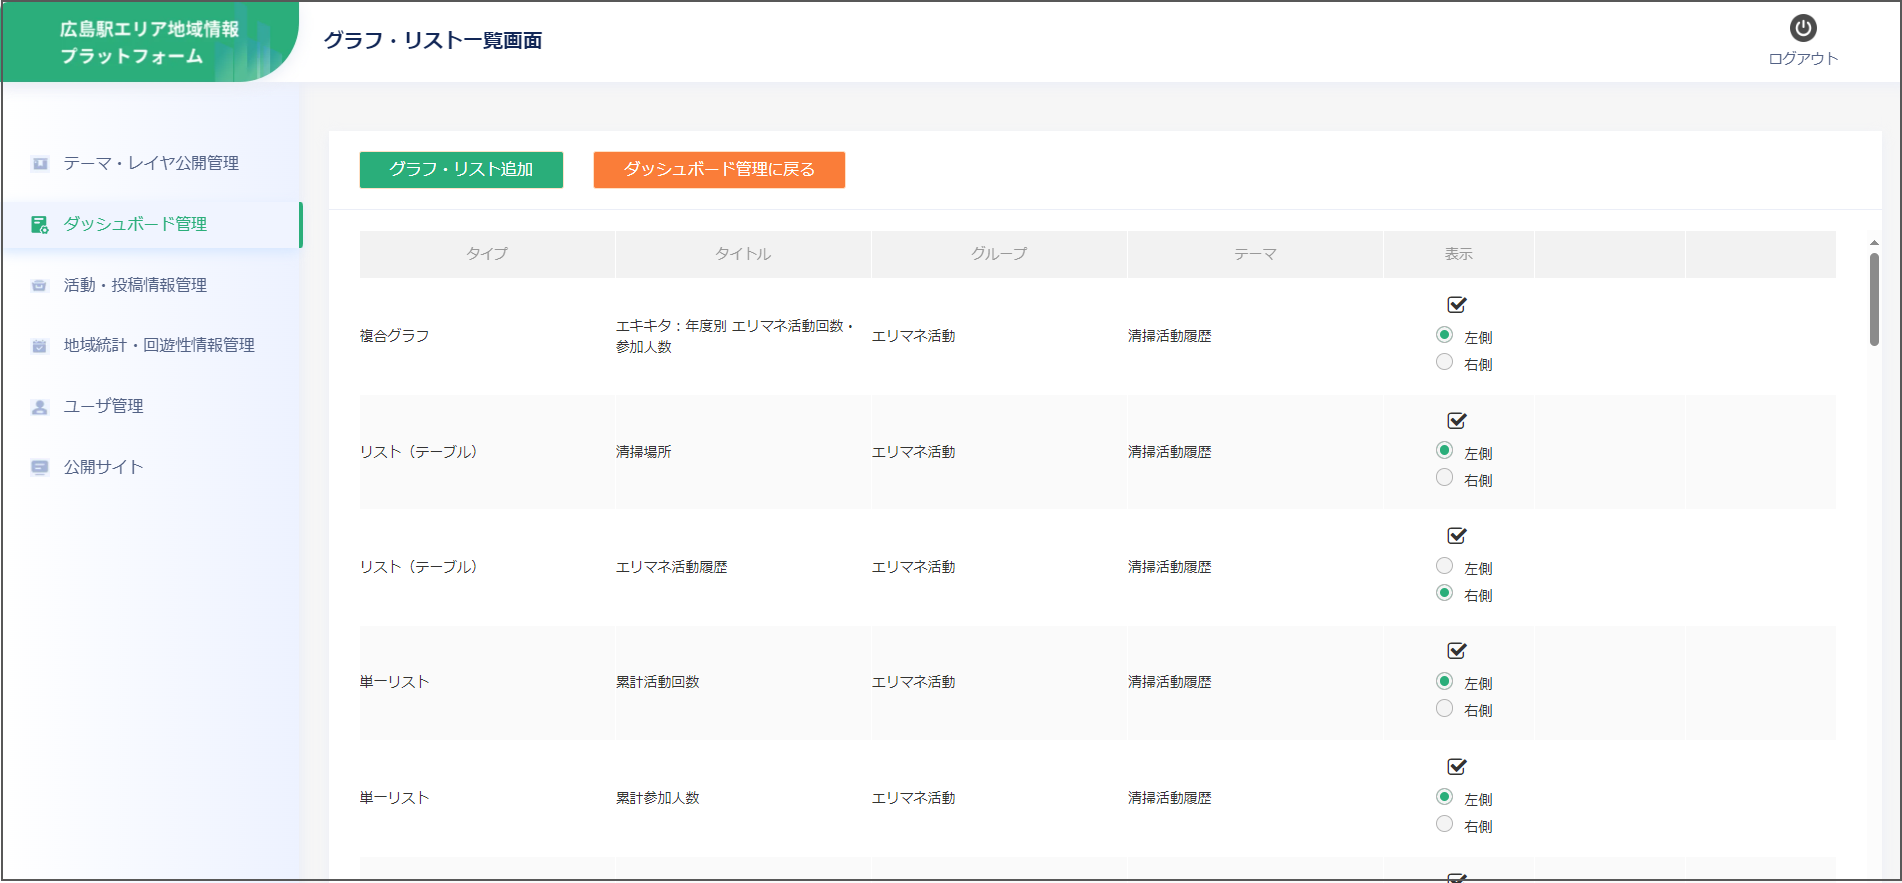 広島駅エリア地域情報
プラットフォーム
グラフ・リスト一覧画面
ログアウト
テーマ・レイヤ公開管理
ダッシュボード管理
活動・投稿情報管理
地域統計・回遊性情報管理
ユーザ管理
公開サイト
グラフ・リスト追加
ダッシュボード管理に戻る
タイプ
タイトル
グループ
テーマ
表示
複合グラフ
エキキタ：年度別 エリマネ活動回数・
参加人数
エリマネ活動
清掃活動履歴
左側
右側
リスト（テーブル）
清掃場所
エリマネ活動
清掃活動履歴
左側
右側
リスト（テーブル）
エリマネ活動履歴
エリマネ活動
清掃活動履歴
左側
右側
単一リスト
累計活動回数
エリマネ活動
清掃活動履歴
左側
右側
単一リスト
累計参加人数
エリマネ活動
清掃活動履歴
左側
右側